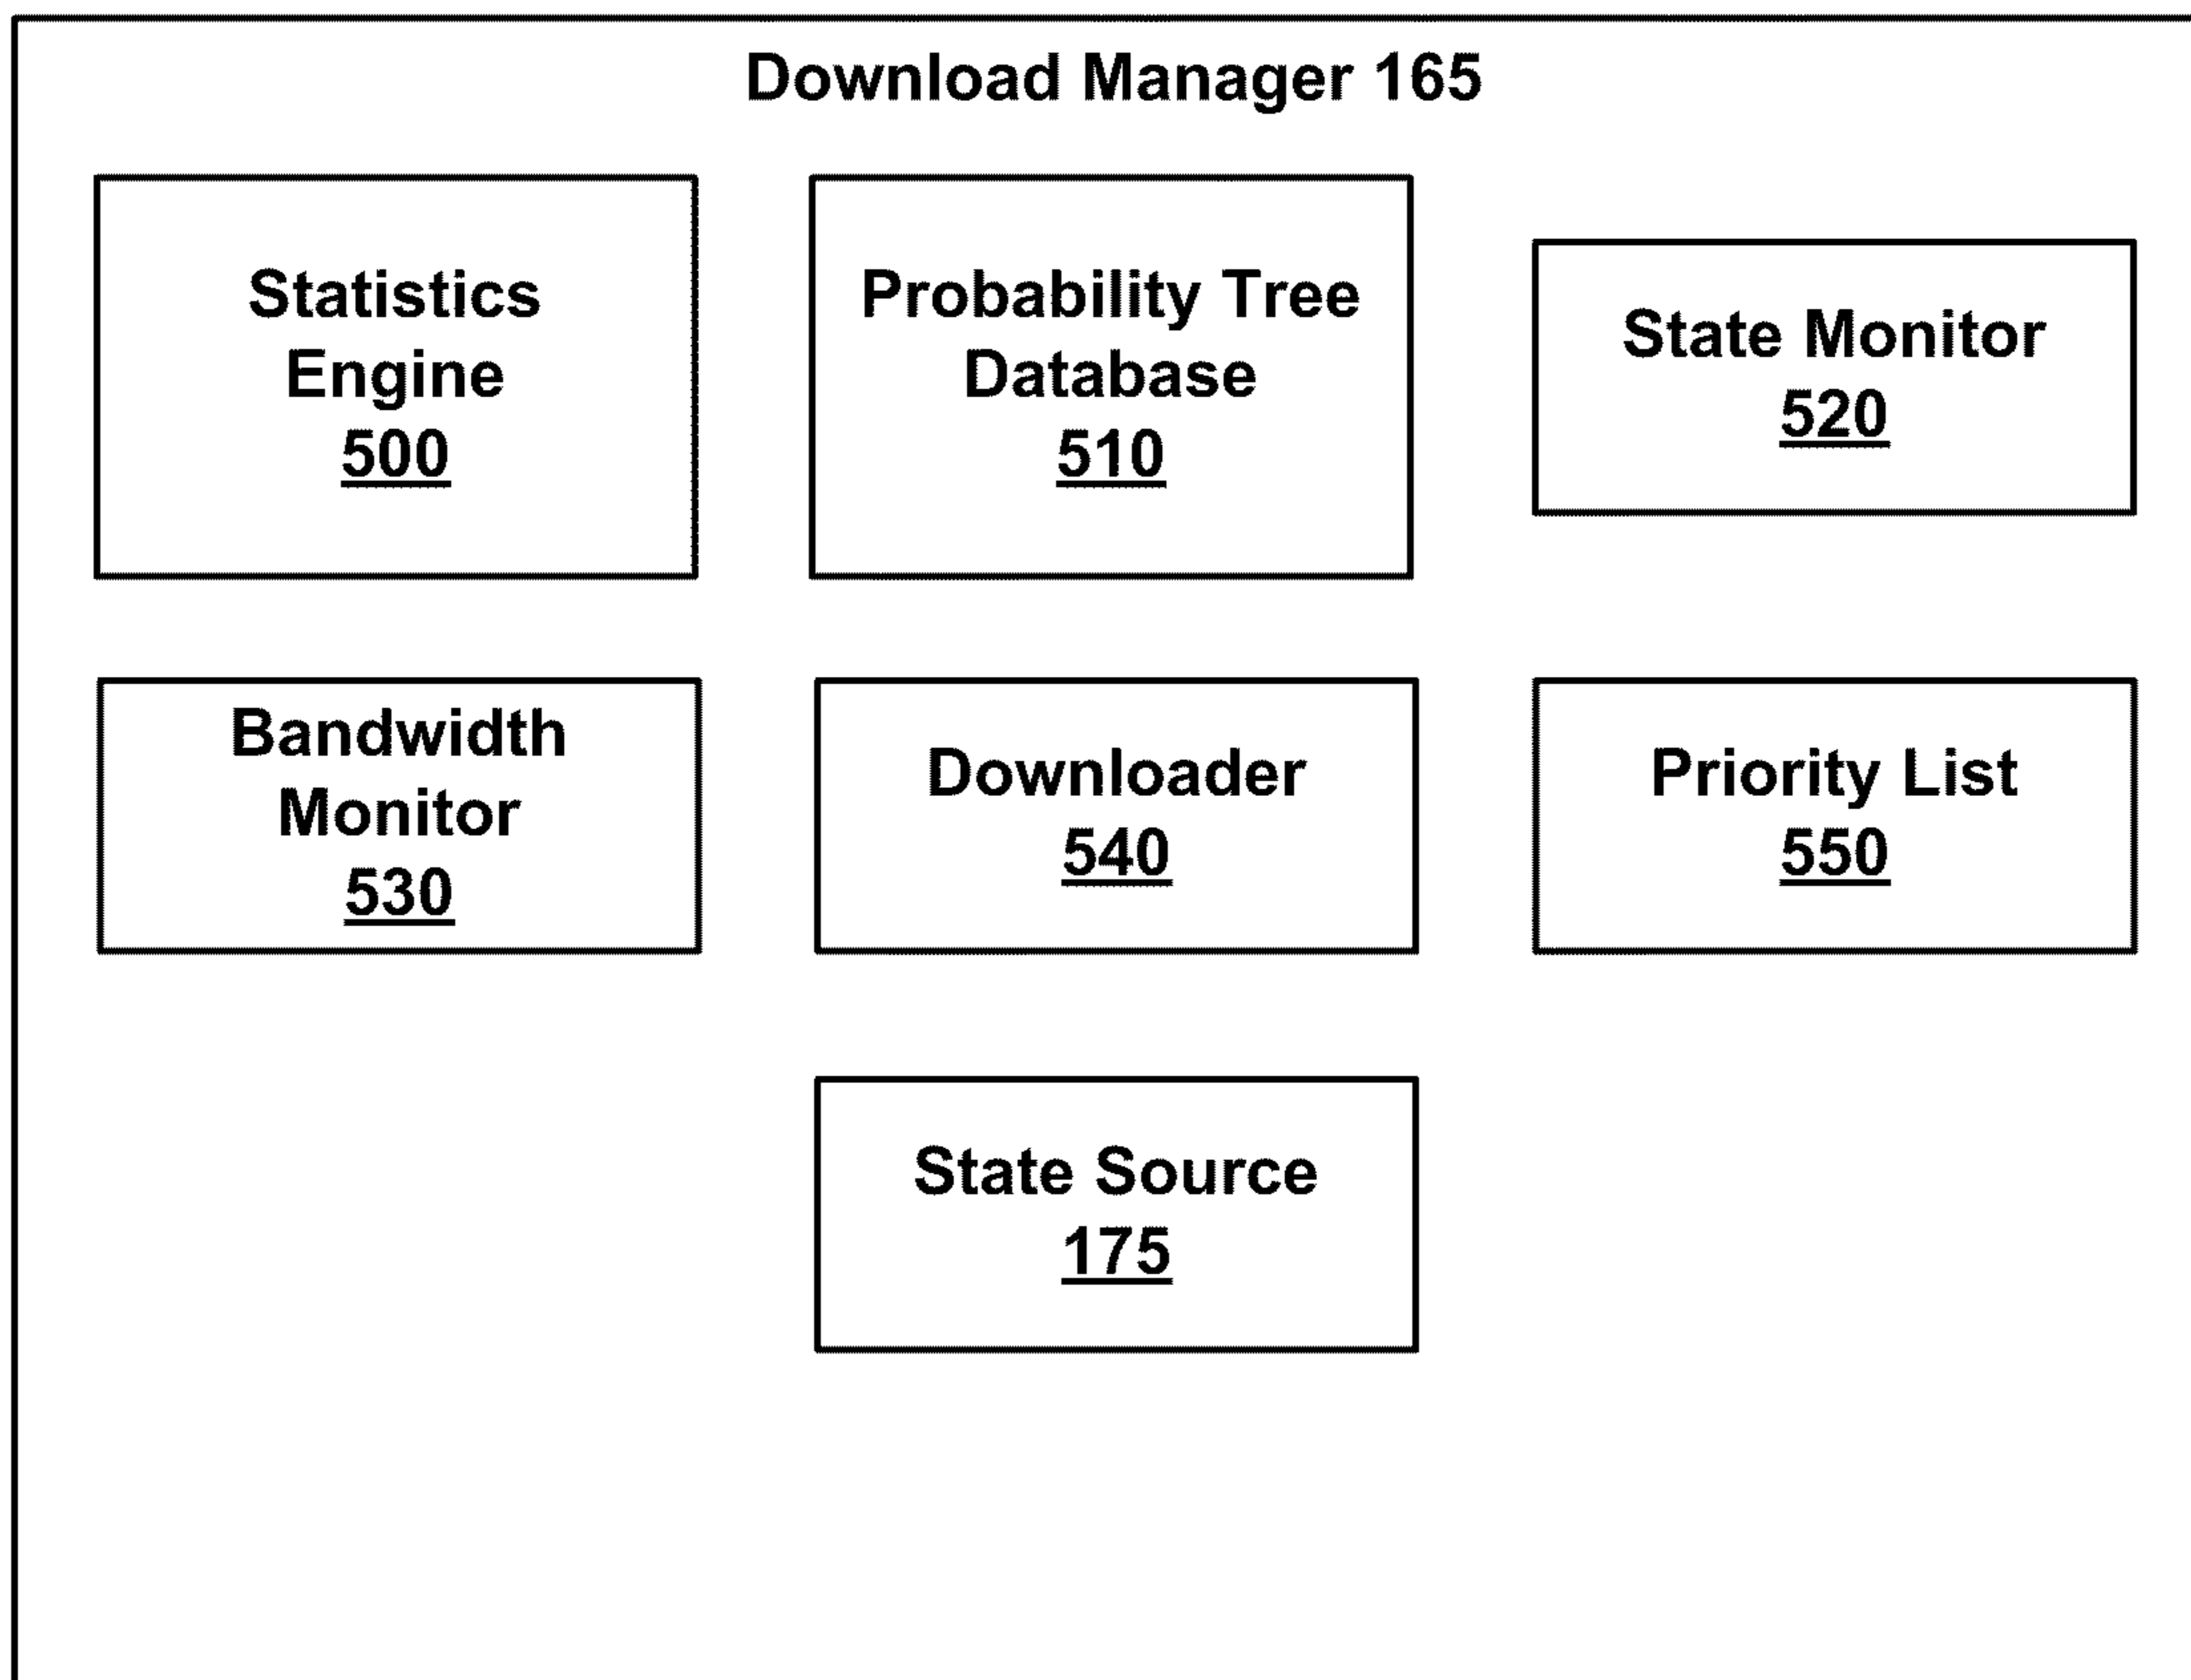 Download Manager 165
Statistics
Engine
500
Probability Tree
Database
510
State Monitor
520
Bandwidth
Monitor
530
Downloader
540
Priority List
550
State Source
175